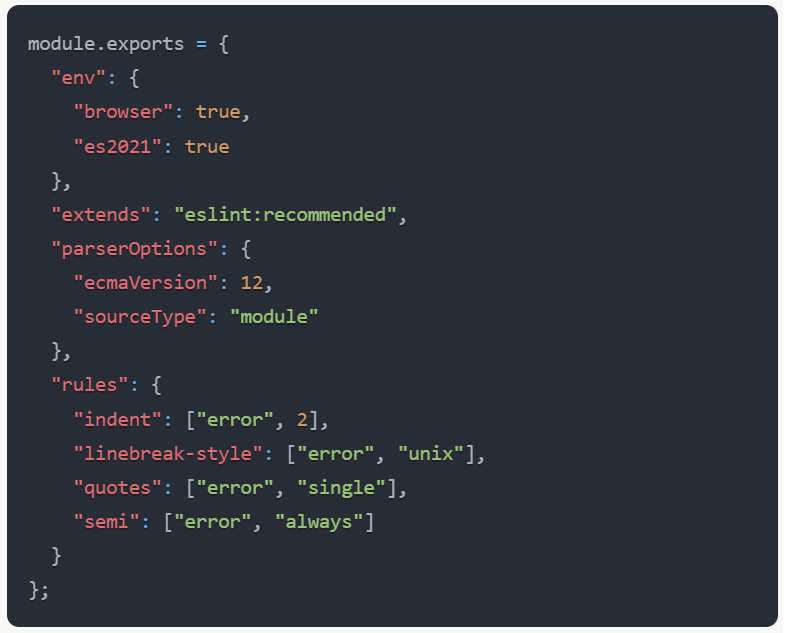 module.exports = {
  "env": {
    "browser": true,
    "es2021": true
  },
  "extends": "eslint:recommended",
  "parserOptions": {
    "ecmaVersion": 12,
    "sourceType": "module"
  },
  "rules": {
    "indent": ["error", 2],
    "linebreak-style": ["error", "unix"],
    "quotes": ["error", "single"],
    "semi": ["error", "always"]
  }
};